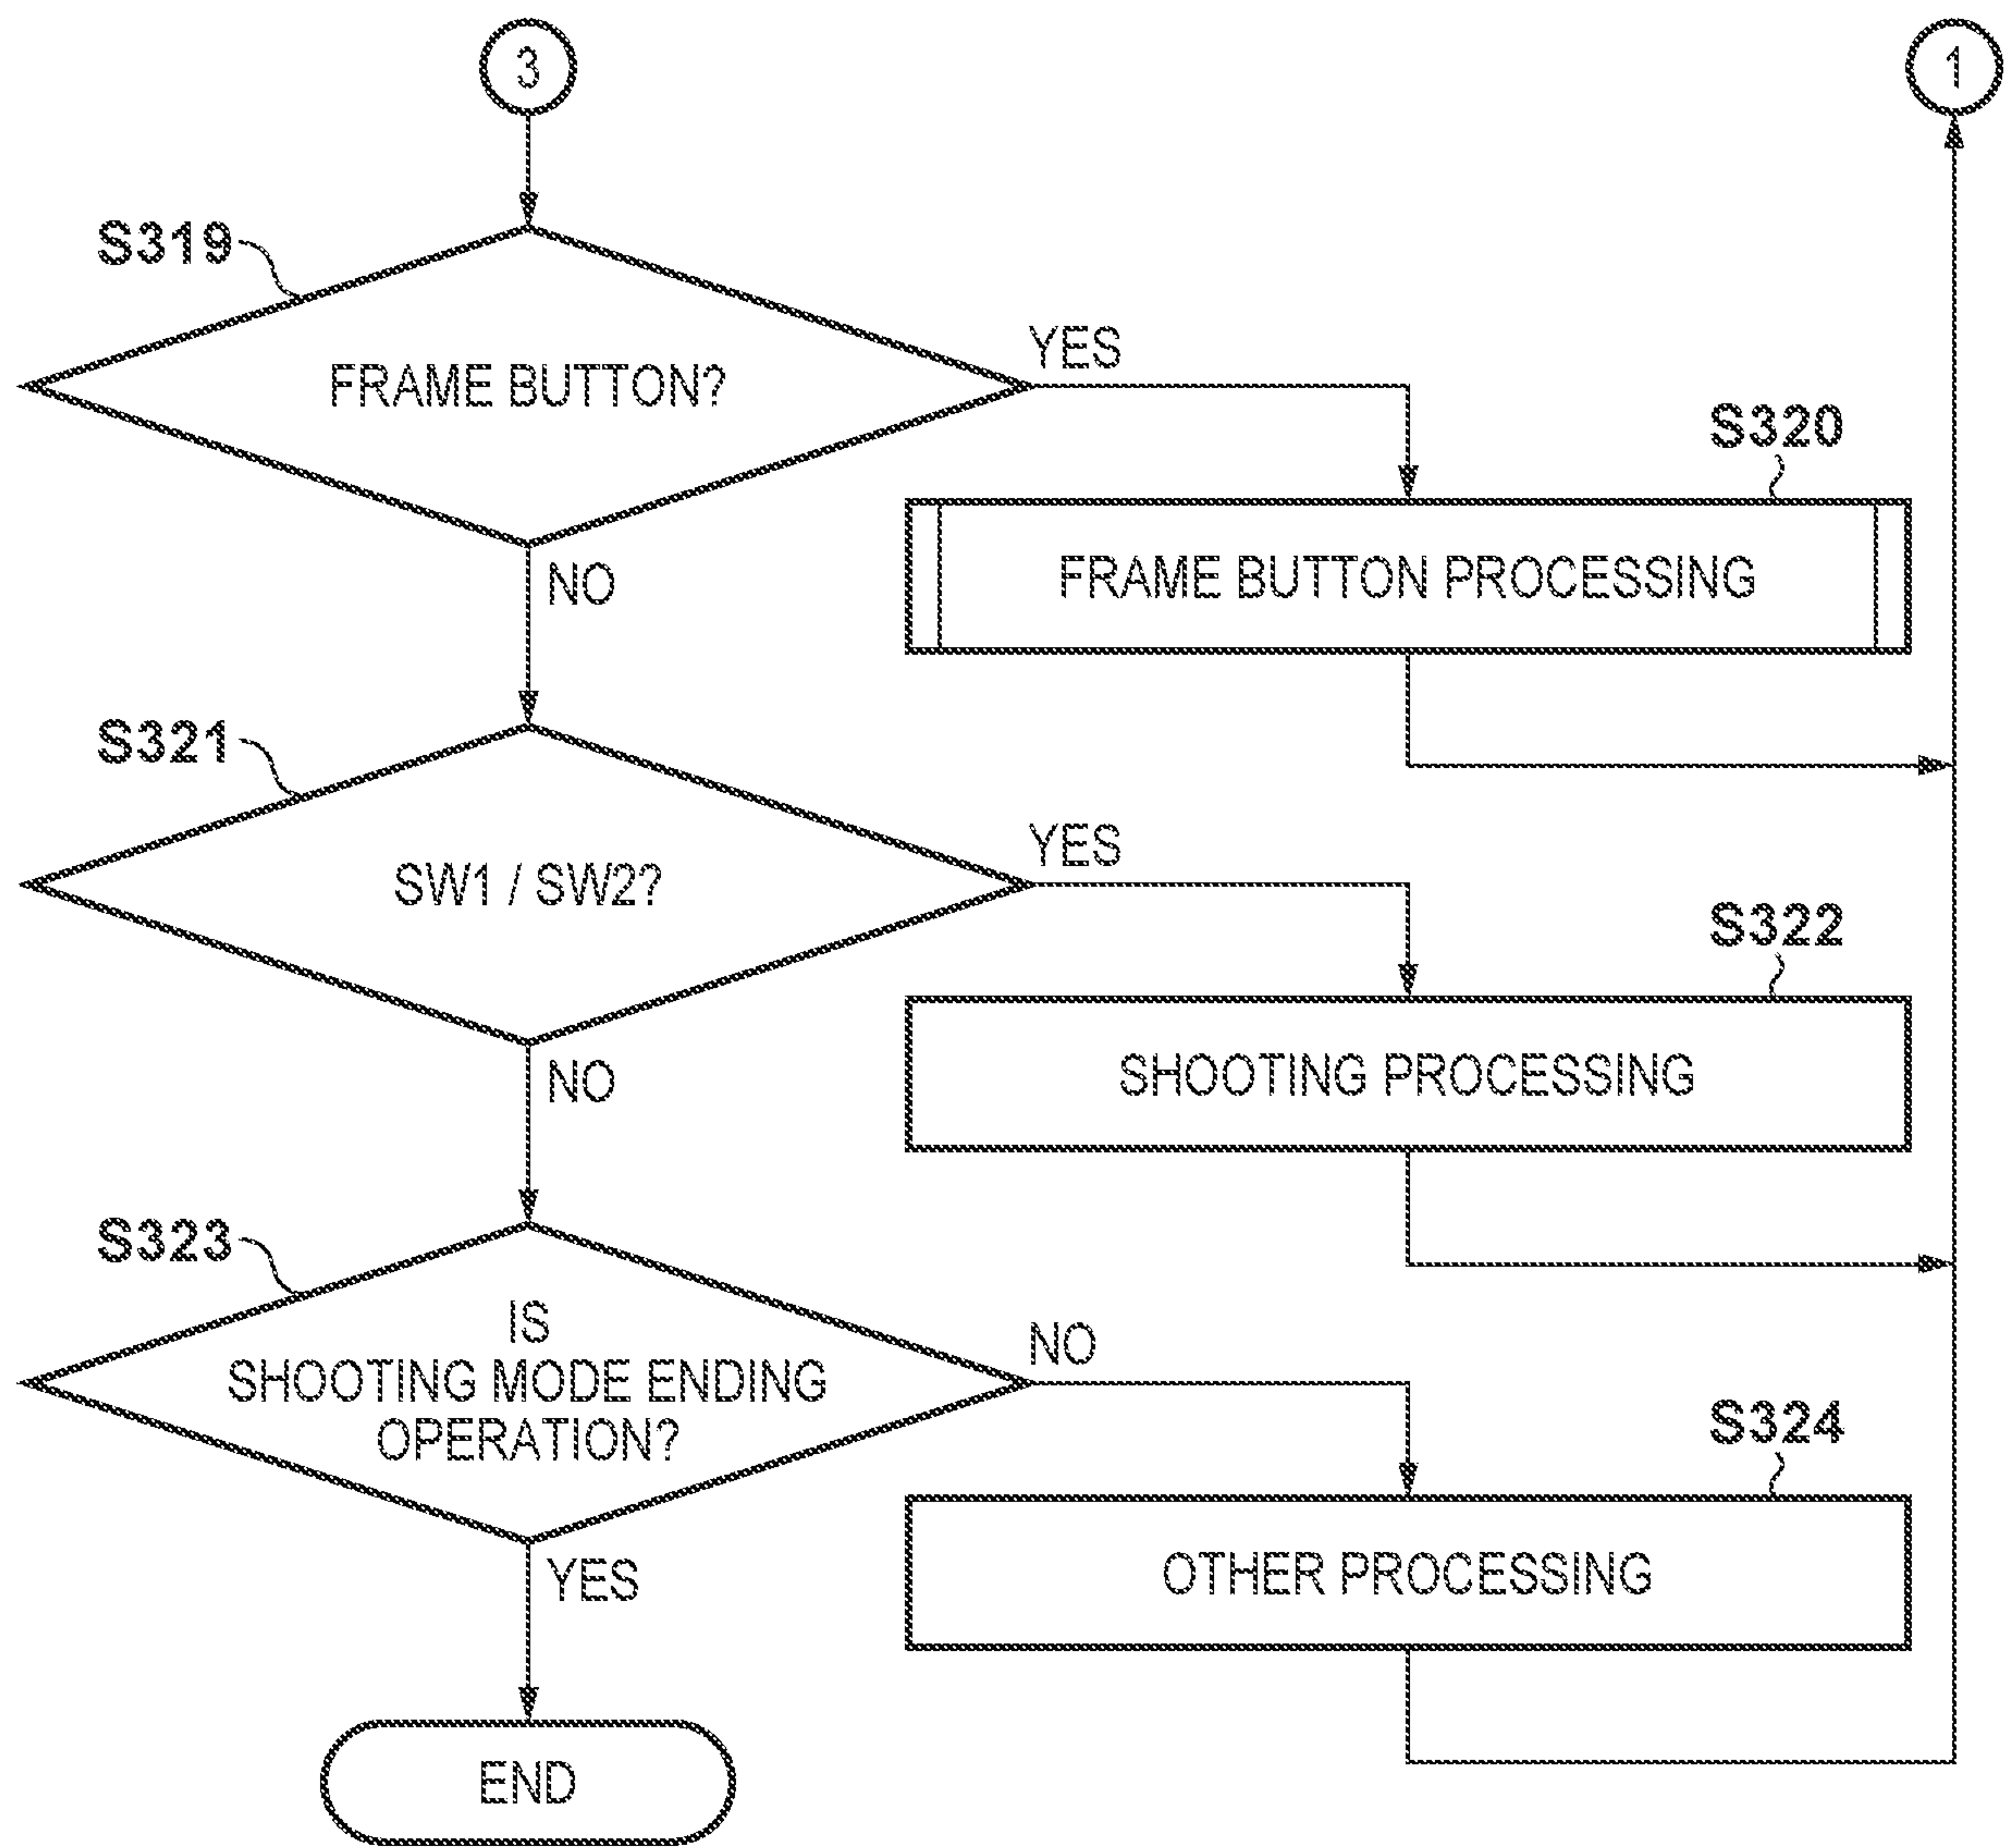 3
1
S319
FRAME BUTTON?
YES
S320
FRAME BUTTON PROCESSING
NO
S321
SW1 / SW2?
YES
S322
SHOOTING PROCESSING
NO
S323
IS
SHOOTING MODE ENDING
OPERATION?
NO
S324
OTHER PROCESSING
YES
END